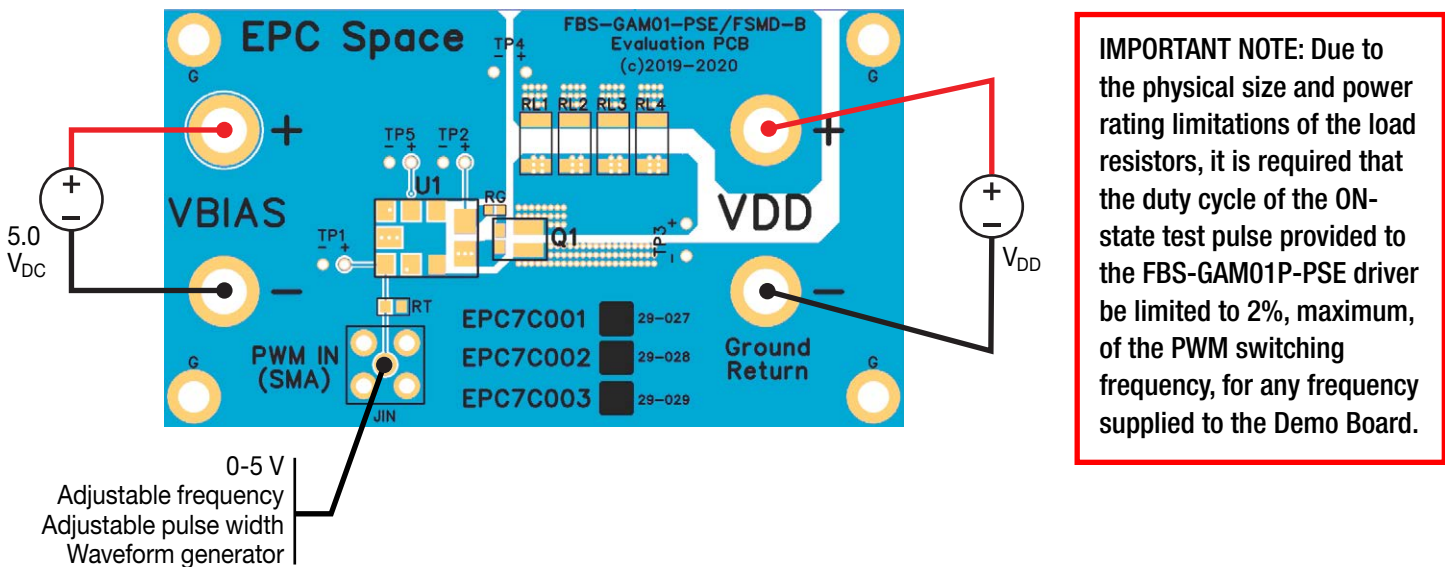 EPC Space
FBS-GAM01-PSE/FSMD-B
Evaluation PCB
(c)2019-2020
TP4
- +
G
G
RL1 RL2 RL3 RL4
+
+
+
−
5.0
VDC
VBIAS
TP5
- +
TP2
- +
U1
RG
Q1
TP1
- +
TP3
- +
VDD
+
−
VDD
−
−
RT
PWM IN
(SMA)
JIN
EPC7C001 29-027
EPC7C002 29-028
EPC7C003 29-029
Ground
Return
G
G
0-5 V
Adjustable frequency
Adjustable pulse width
Waveform generator
IMPORTANT NOTE: Due to
the physical size and power
rating limitations of the load
resistors, it is required that
the duty cycle of the ON-
state test pulse provided to
the FBS-GAM01P-PSE driver
be limited to 2%, maximum,
of the PWM switching
frequency, for any frequency
supplied to the Demo Board.